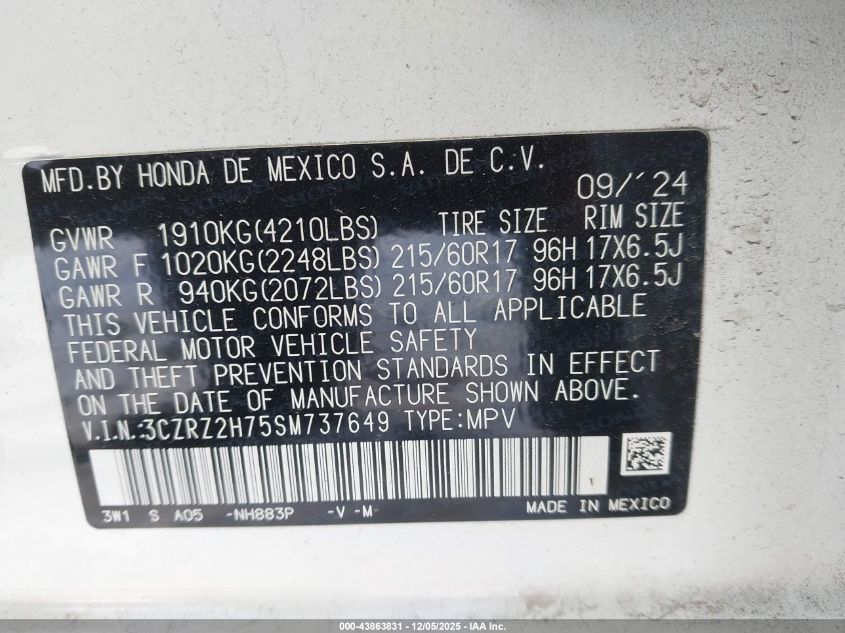 MFD.BY HONDA DE MEXICO S.A. DE C.V.
09/´24
GVWR 1910KG(4210LBS) TIRE SIZE RIM SIZE
GAWR F 1020KG(2248LBS) 215/60R17 96H 17X6.5J
GAWR R 940KG(2072LBS) 215/60R17 96H 17X6.5J
THIS VEHICLE CONFORMS TO ALL APPLICABLE
FEDERAL MOTOR VEHICLE SAFETY
AND THEFT PREVENTION STANDARDS IN EFFECT
ON THE DATE OF MANUFACTURE SHOWN ABOVE.
V.I.N.:3CZRZ2H75SM737649 TYPE:MPV
3W1 S A05 -NH883P -V -M- MADE IN MEXICO
000-43863831 | 12/05/2025 - IAA Inc.